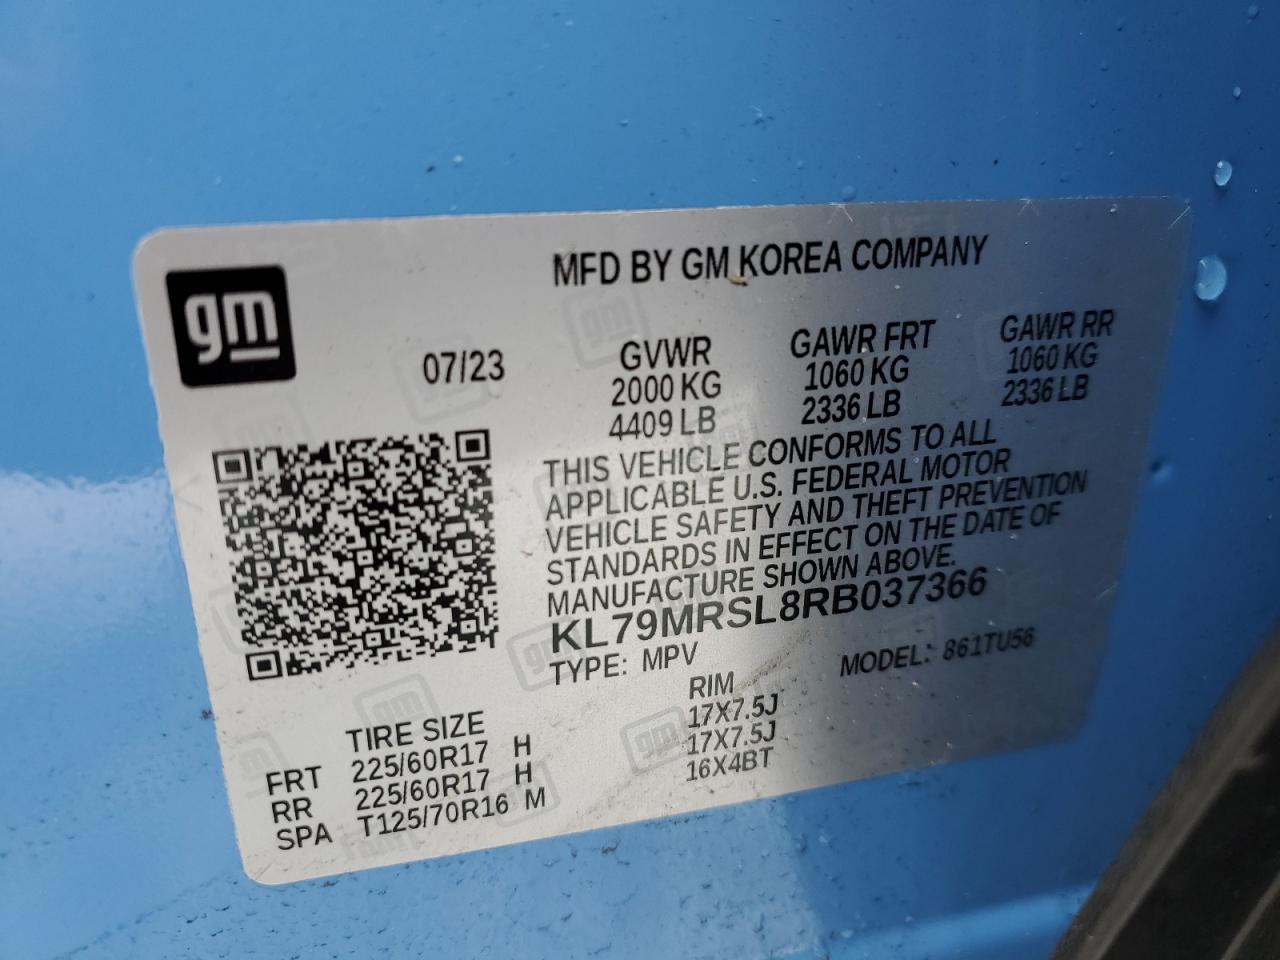 gm
MFD BY GM KOREA COMPANY
07/23
GVWR GAWR FRT GAWR RR
2000 KG 1060 KG 1060 KG
4409 LB 2336 LB 2336 LB
THIS VEHICLE CONFORMS TO ALL
APPLICABLE U.S. FEDERAL MOTOR
VEHICLE SAFETY AND THEFT PREVENTION
STANDARDS IN EFFECT ON THE DATE OF
MANUFACTURE SHOWN ABOVE.
KL79MRSL8RB037366
TYPE: MPV MODEL: 861TU56
TIRE SIZE RIM
FRT 225/60R17 H 17X7.5J
RR 225/60R17 H 17X7.5J
SPA T125/70R16 M 16X4BT